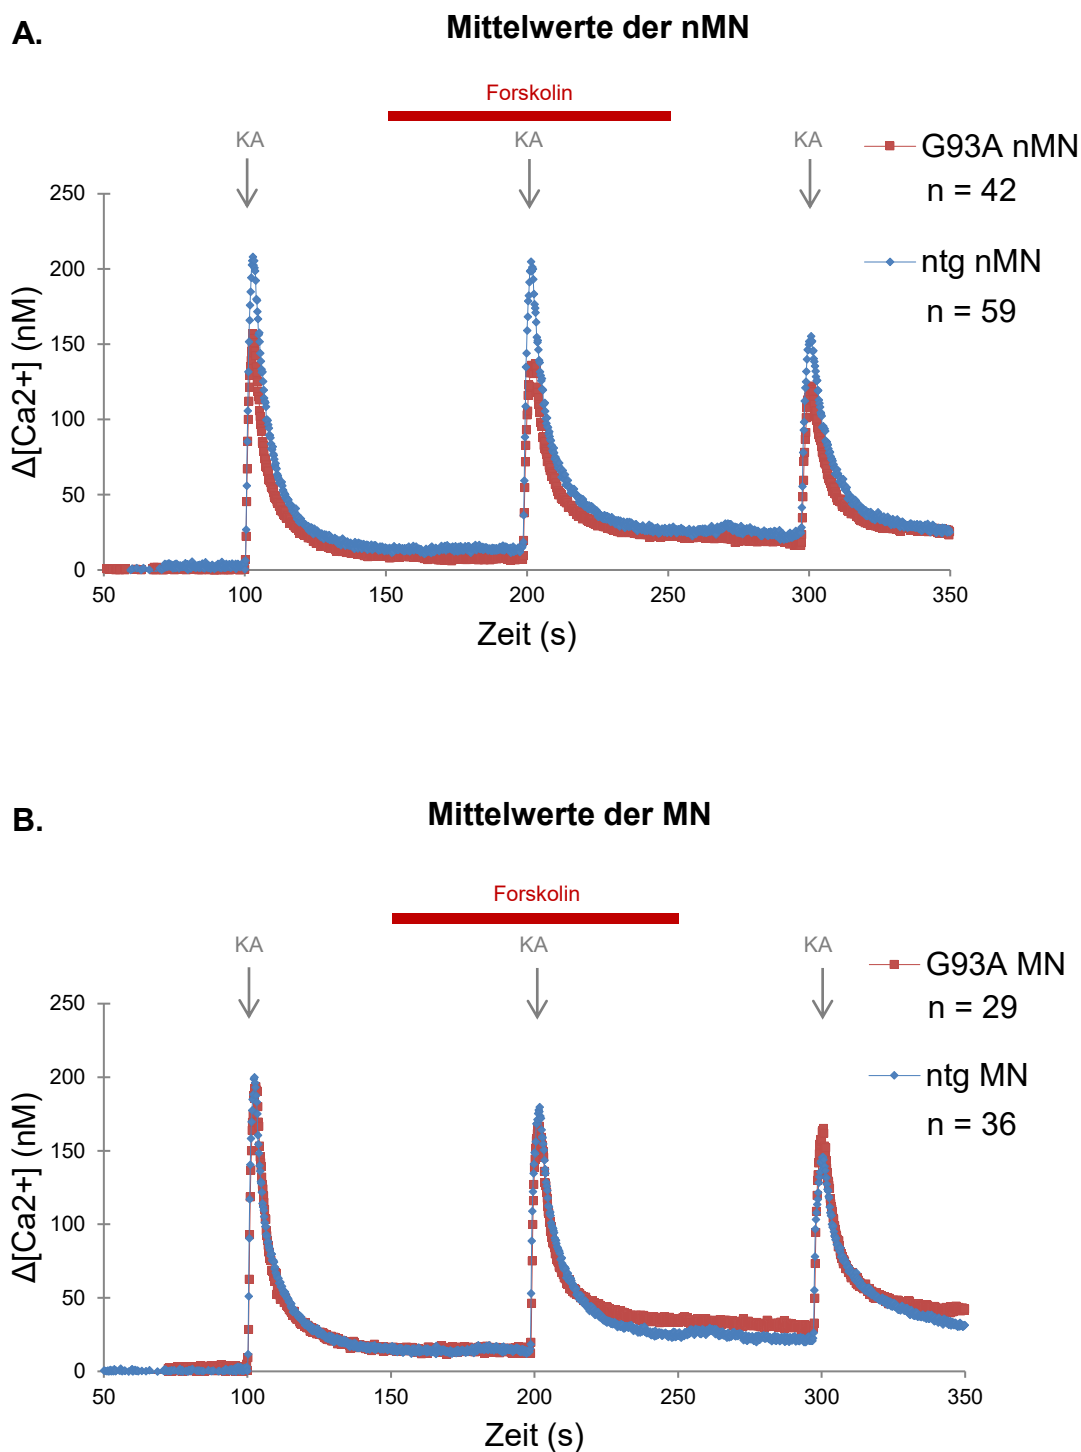 A.
Mittelwerte der nMN
Forskolin
KA KA KA
G93A nMN
n = 42
ntg nMN
n = 59
250
200
150
100
50
0
Δ[Ca2+] (nM)
50 100 150 200 250 300 350
Zeit (s)
B.
Mittelwerte der MN
Forskolin
KA KA KA
G93A MN
n = 29
ntg MN
n = 36
250
200
150
100
50
0
Δ[Ca2+] (nM)
50 100 150 200 250 300 350
Zeit (s)